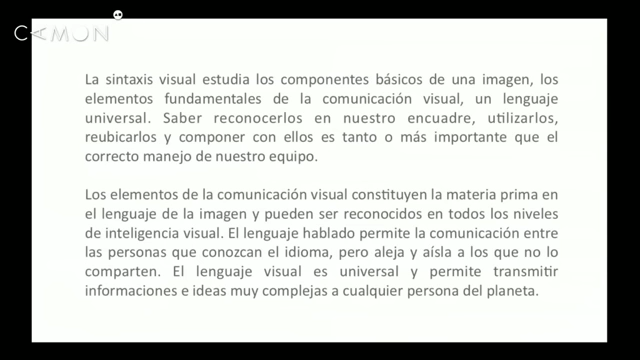 CAMON
La sintaxis visual estudia los componentes básicos de una imagen, los
elementos fundamentales de la comunicación visual, un lenguaje
universal. Saber reconocerlos en nuestro encuadre, utilizarlos,
reubicarlos y componer con ellos es tanto o más importante que el
correcto manejo de nuestro equipo.
Los elementos de la comunicación visual constituyen la materia prima en
el lenguaje de la imagen y pueden ser reconocidos en todos los niveles
de inteligencia visual. El lenguaje hablado permite la comunicación entre
las personas que conozcan el idioma, pero aleja y aísla a los que no lo
comparten. El lenguaje visual es universal y permite transmitir
informaciones e ideas muy complejas a cualquier persona del planeta.